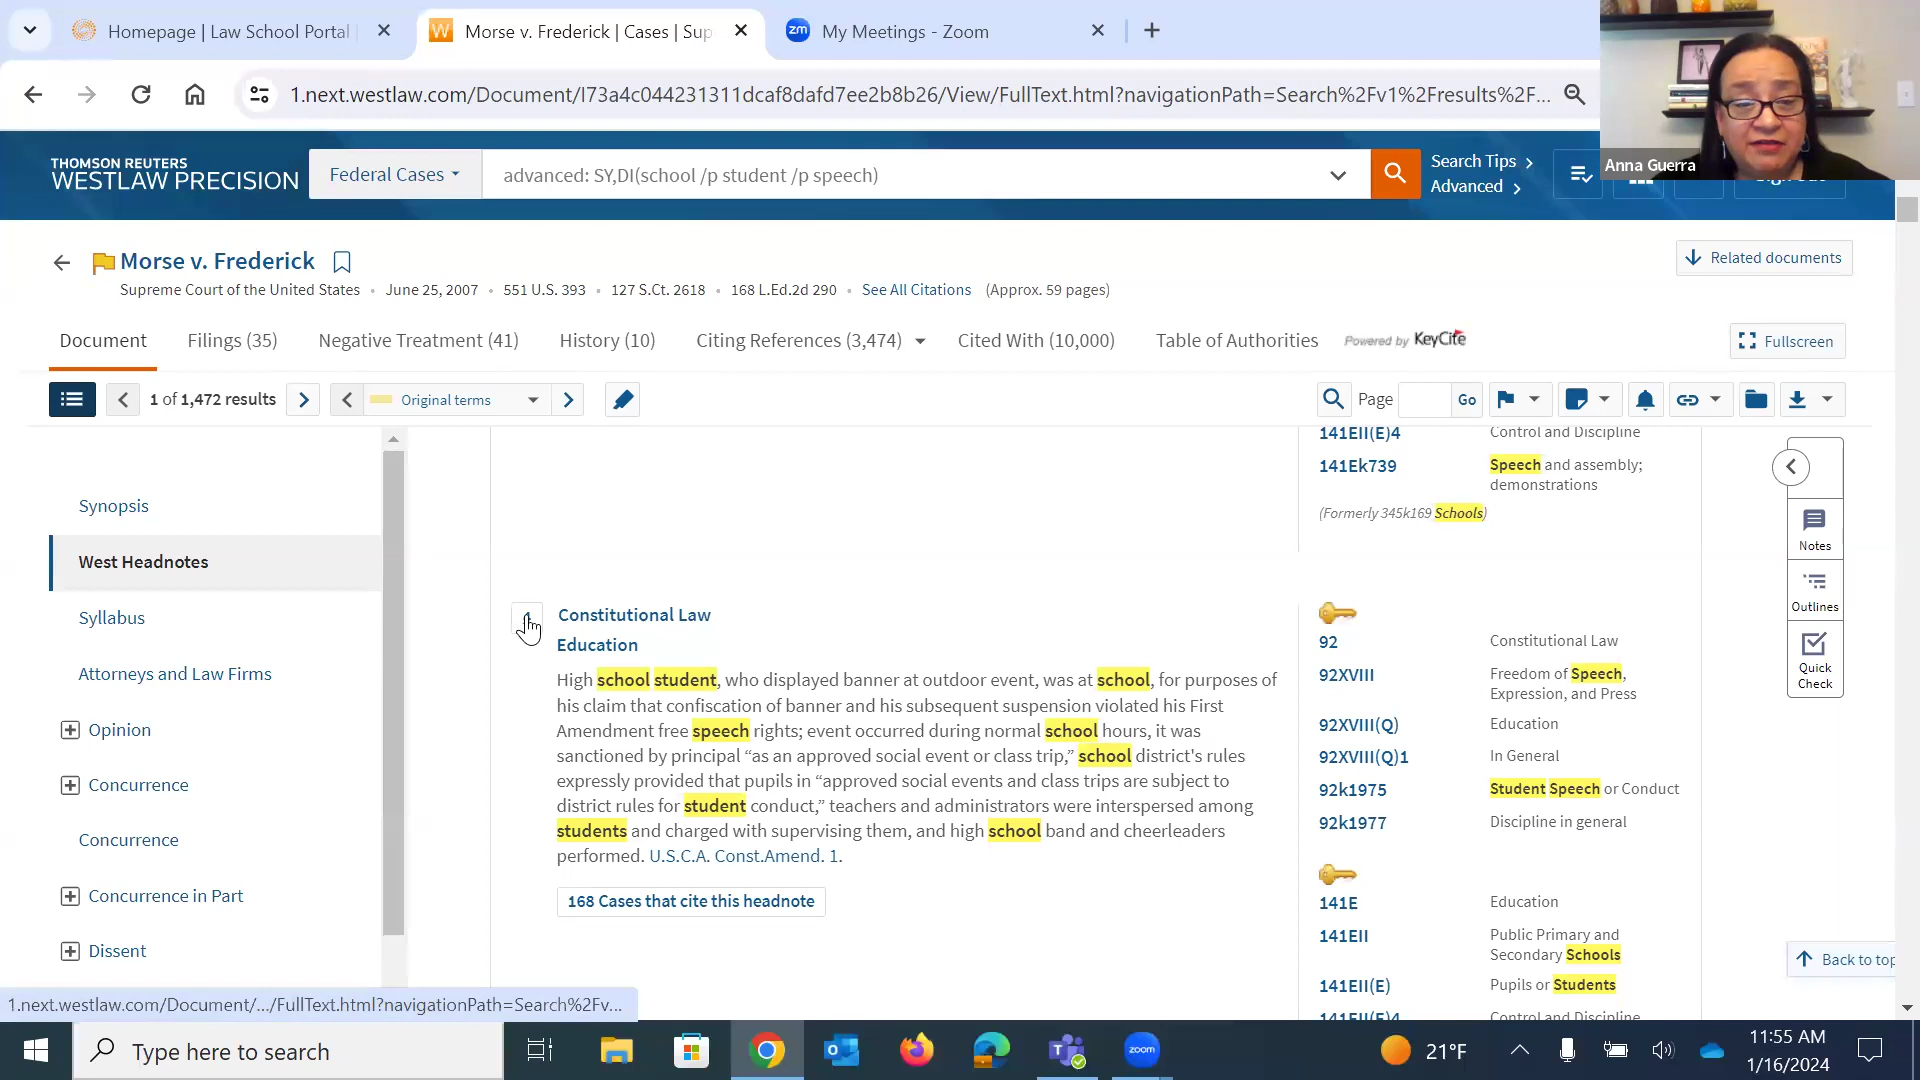 Homepage | Law School Portal
W Morse v. Frederick | Cases | Sup
zm My Meetings - Zoom
1.next.westlaw.com/Document/I73a4c044231311dcaf8dafd7ee2b8b26/View/FullText.html?navigationPath=Search%2Fv1%2Fresults%2F...
THOMSON REUTERS
WESTLAW PRECISION
Federal Cases
advanced: SY,DI(school /p student /p speech)
Search Tips
Advanced
Anna Guerra
Morse v. Frederick
Related documents
Supreme Court of the United States • June 25, 2007 • 551 U.S. 393 • 127 S.Ct. 2618 • 168 L.Ed.2d 290 • See All Citations (Approx. 59 pages)
Document Filings (35) Negative Treatment (41) History (10) Citing References (3,474) Cited With (10,000) Table of Authorities Powered by KeyCite
Fullscreen
1 of 1,472 results
Original terms
Page
Go
Synopsis
West Headnotes
Syllabus
Attorneys and Law Firms
Opinion
Concurrence
Concurrence
Concurrence in Part
Dissent
141EII(E)4 Control and Discipline
141Ek739 Speech and assembly;
demonstrations
(Formerly 345k169 Schools)
Constitutional Law
Education
High school student, who displayed banner at outdoor event, was at school, for purposes of
his claim that confiscation of banner and his subsequent suspension violated his First
Amendment free speech rights; event occurred during normal school hours, it was
sanctioned by principal “as an approved social event or class trip,” school district's rules
expressly provided that pupils in “approved social events and class trips are subject to
district rules for student conduct,” teachers and administrators were interspersed among
students and charged with supervising them, and high school band and cheerleaders
performed. U.S.C.A. Const.Amend. 1.
168 Cases that cite this headnote
92 Constitutional Law
92XVIII Freedom of Speech,
Expression, and Press
92XVIII(Q) Education
92XVIII(Q)1 In General
92k1975 Student Speech or Conduct
92k1977 Discipline in general
141E Education
141EII Public Primary and
Secondary Schools
141EII(E) Pupils or Students
141EII(E)4 Control and Discipline
Notes
Outlines
Quick
Check
Back to top
1.next.westlaw.com/Document/.../FullText.html?navigationPath=Search%2Fv...
Type here to search
zoom
21°F
11:55 AM
1/16/2024